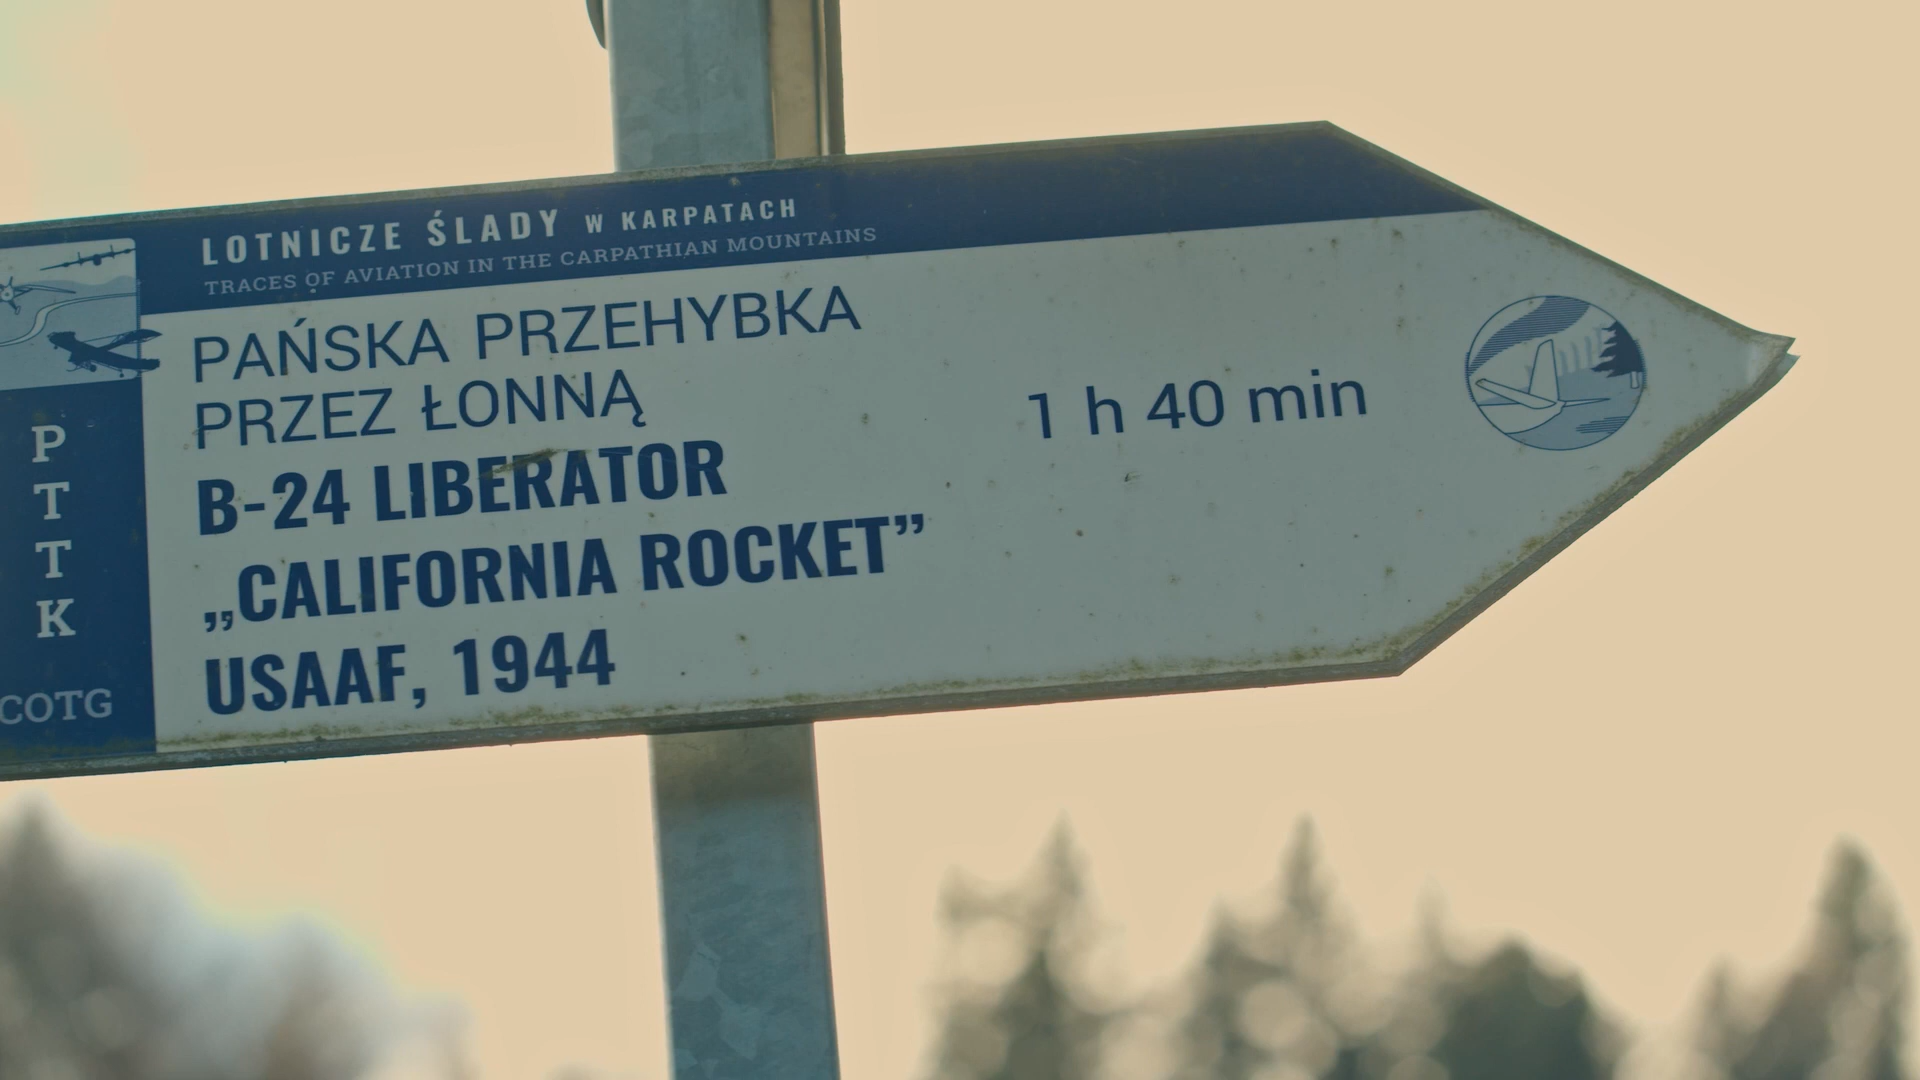 LOTNICZE ŚLADY W KARPATACH
TRACES OF AVIATION IN THE CARPATHIAN MOUNTAINS
PAŃSKA PRZEHYBKA
PRZEZ ŁONNĄ
1 h 40 min
B-24 LIBERATOR
„CALIFORNIA ROCKET”
USAAF, 1944
PTTK
COTG